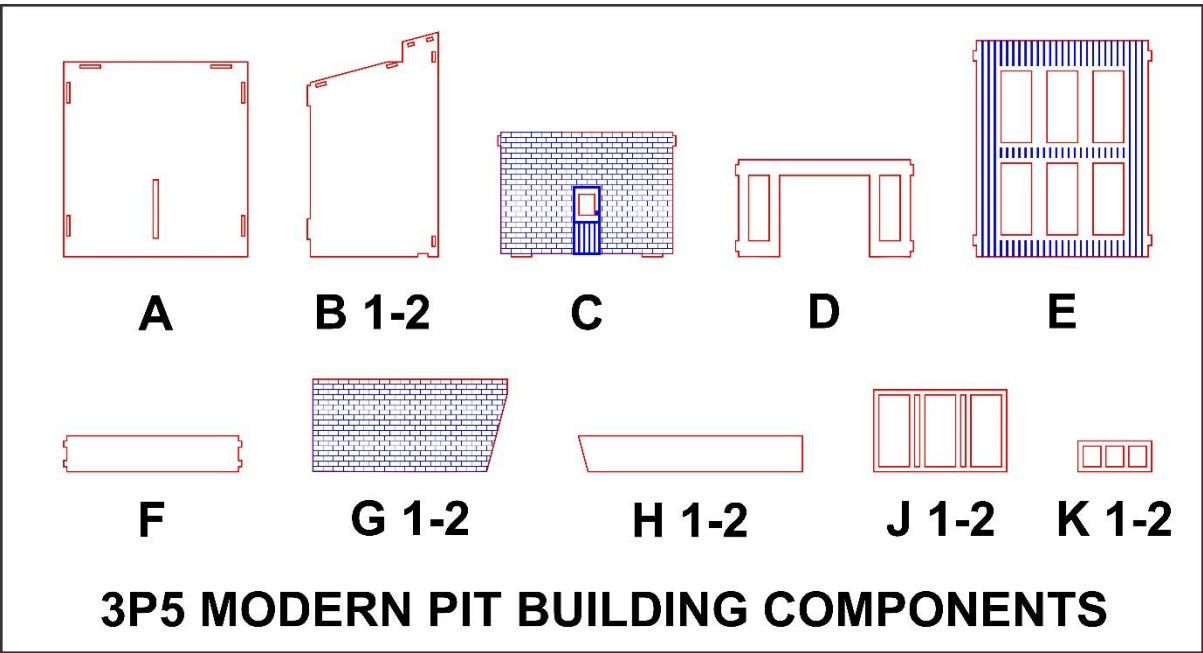 A B 1-2 C D E
F G 1-2 H 1-2 J 1-2 K 1-2
3P5 MODERN PIT BUILDING COMPONENTS